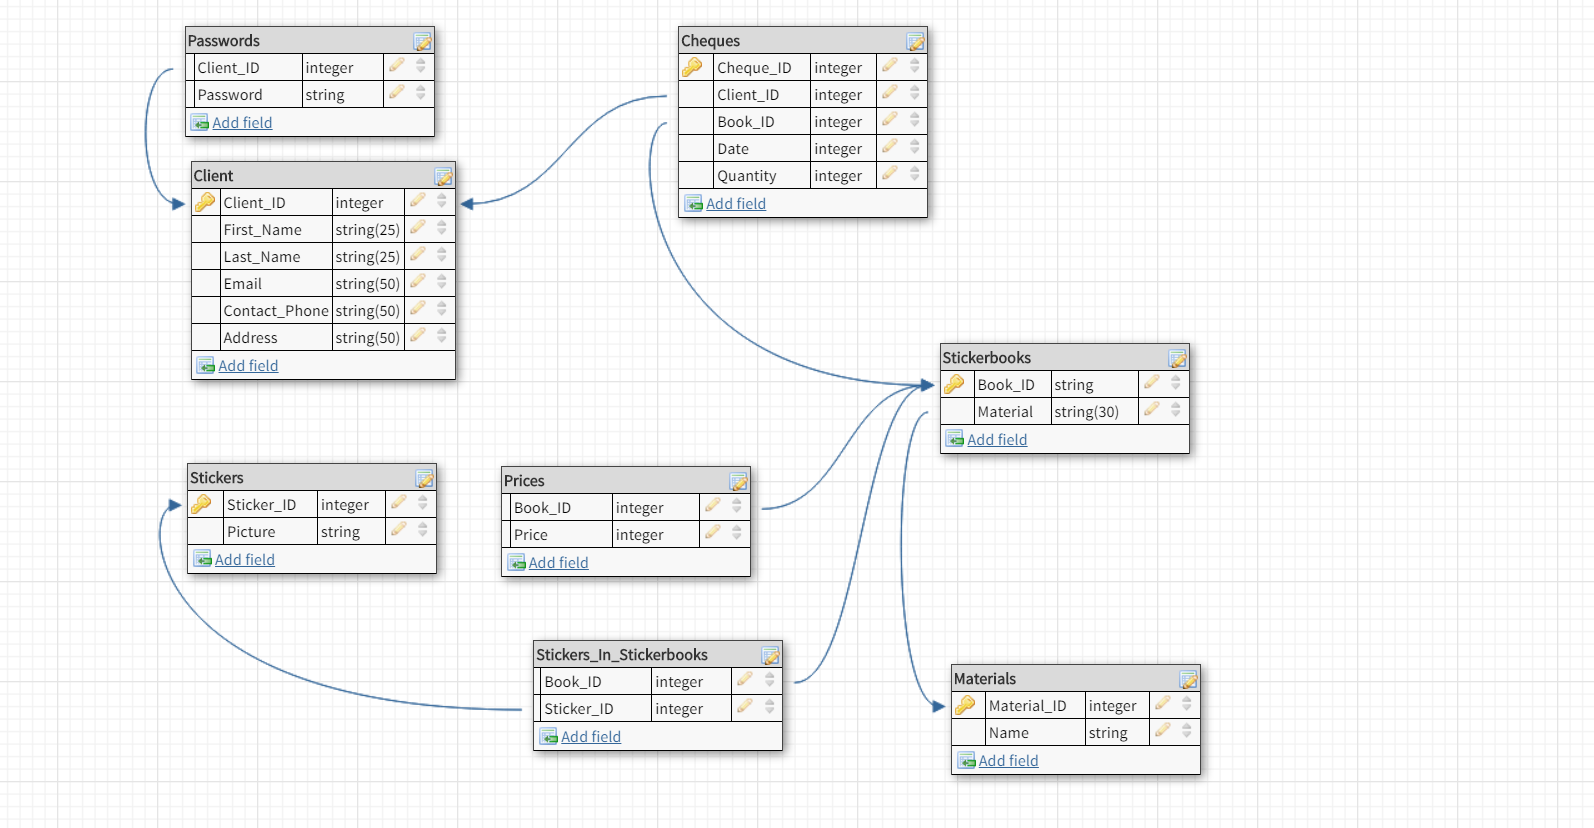 Passwords
Client_ID integer
Password string
Add field
Client
Client_ID integer
First_Name string(25)
Last_Name string(25)
Email string(50)
Contact_Phone string(50)
Address string(50)
Add field
Cheques
Cheque_ID integer
Client_ID integer
Book_ID integer
Date integer
Quantity integer
Add field
Stickerbooks
Book_ID string
Material string(30)
Add field
Stickers
Sticker_ID integer
Picture string
Add field
Prices
Book_ID integer
Price integer
Add field
Stickers_In_Stickerbooks
Book_ID integer
Sticker_ID integer
Add field
Materials
Material_ID integer
Name string
Add field